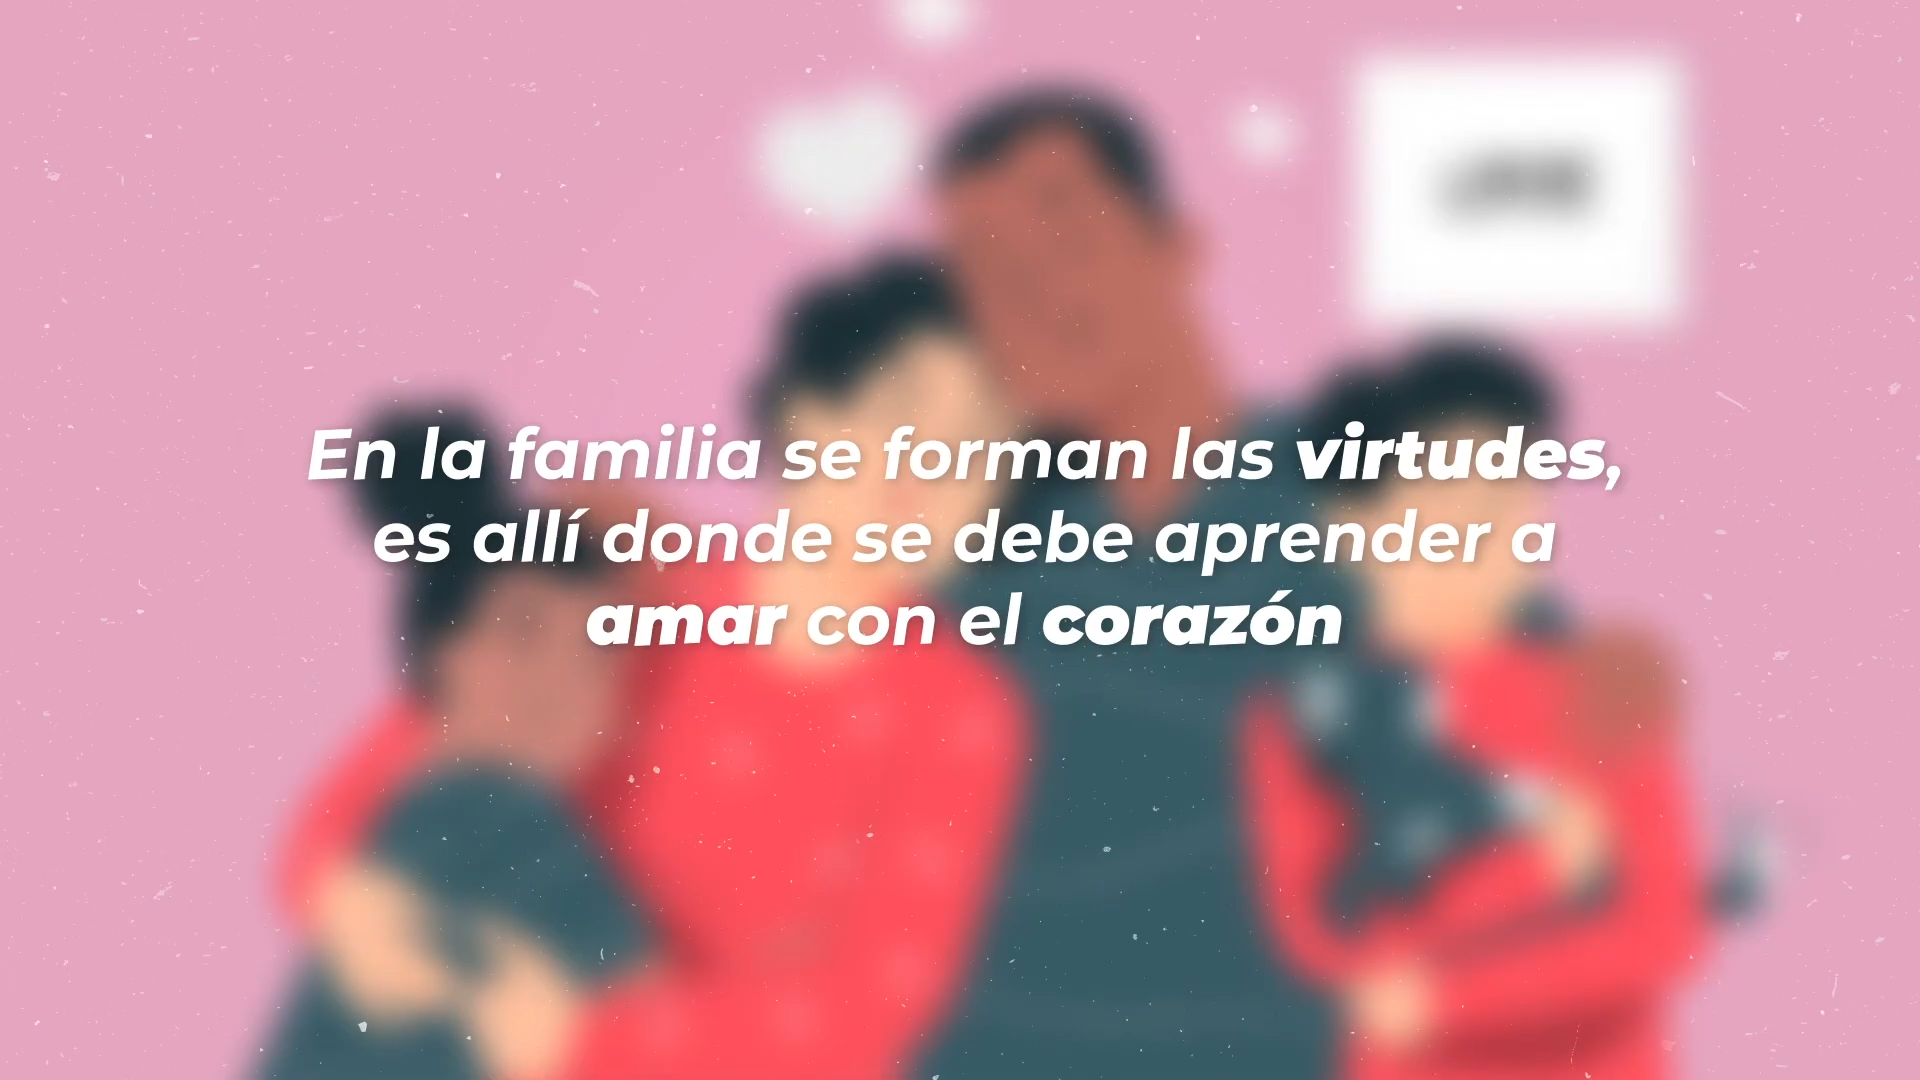 En la familia se forman las virtudes,
es allí donde se debe aprender a
amar con el corazón